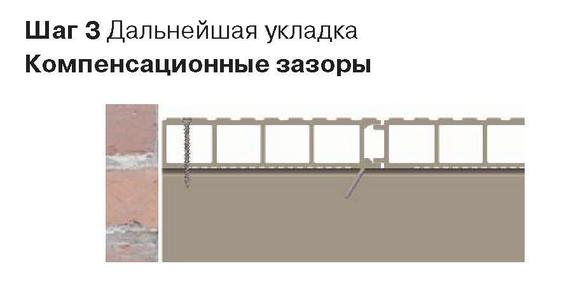 Шаг 3 Дальнейшая укладка
Компенсационные зазоры